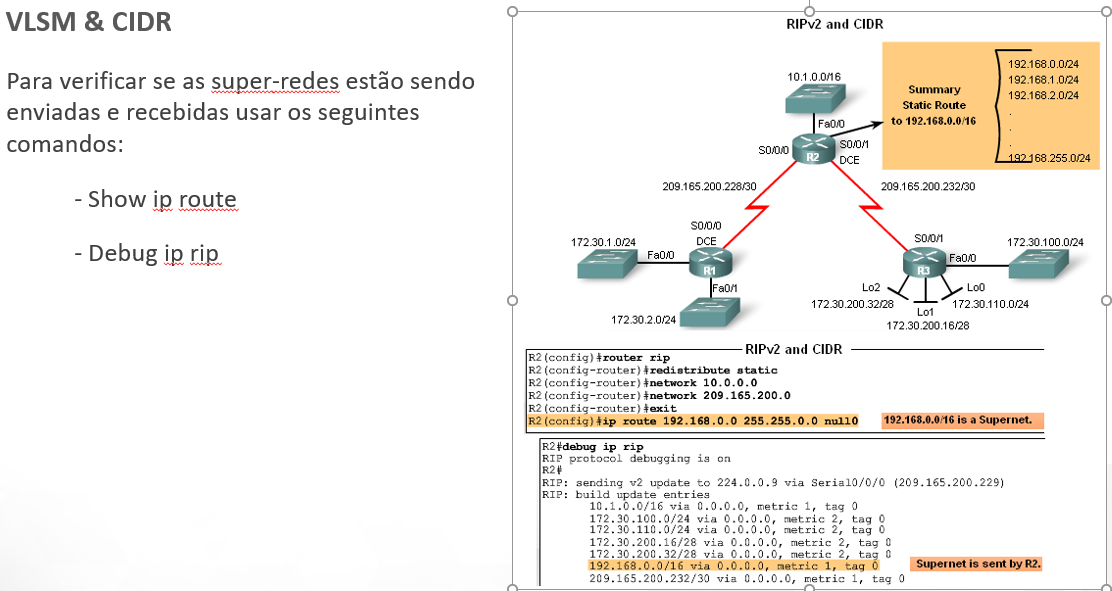 VLSM & CIDR
Para verificar se as super-redes estão sendo
enviadas e recebidas usar os seguintes
comandos:
- Show ip route
- Debug ip rip
RIPv2 and CIDR
10.1.0.0/16
Fa0/0
S0/0/0
R2
S0/0/1
DCE
Summary
Static Route
to 192.168.0.0/16
192.168.0.0/24
192.168.1.0/24
192.168.2.0/24
.
.
.
192.168.255.0/24
209.165.200.228/30
209.165.200.232/30
S0/0/0
DCE
172.30.1.0/24
Fa0/0
R1
Fa0/1
172.30.2.0/24
S0/0/1
R3
Fa0/0
172.30.100.0/24
Lo2
Lo0
172.30.200.32/28
172.30.110.0/24
Lo1
172.30.200.16/28
RIPv2 and CIDR
R2(config)#router rip
R2(config-router)#redistribute static
R2(config-router)#network 10.0.0.0
R2(config-router)#network 209.165.200.0
R2(config-router)#exit
R2(config)#ip route 192.168.0.0 255.255.0.0 null0
192.168.0.0/16 is a Supernet.
R2#debug ip rip
RIP protocol debugging is on
R2#
RIP: sending v2 update to 224.0.0.9 via Serial0/0/0 (209.165.200.229)
RIP: build update entries
10.1.0.0/16 via 0.0.0.0, metric 1, tag 0
172.30.100.0/24 via 0.0.0.0, metric 2, tag 0
172.30.110.0/24 via 0.0.0.0, metric 2, tag 0
172.30.200.16/28 via 0.0.0.0, metric 2, tag 0
172.30.200.32/28 via 0.0.0.0, metric 2, tag 0
192.168.0.0/16 via 0.0.0.0, metric 1, tag 0
Supernet is sent by R2.
209.165.200.232/30 via 0.0.0.0, metric 1, tag 0